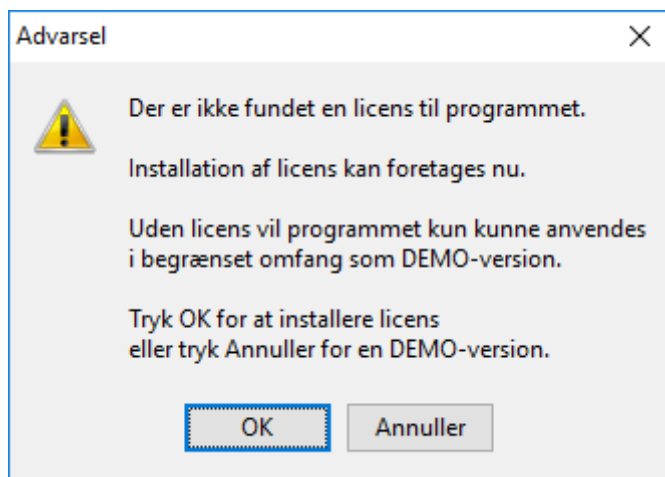 Advarsel
Der er ikke fundet en licens til programmet.
Installation af licens kan foretages nu.
Uden licens vil programmet kun kunne anvendes
i begrænset omfang som DEMO-version.
Tryk OK for at installere licens
eller tryk Annuller for en DEMO-version.
OK
Annuller